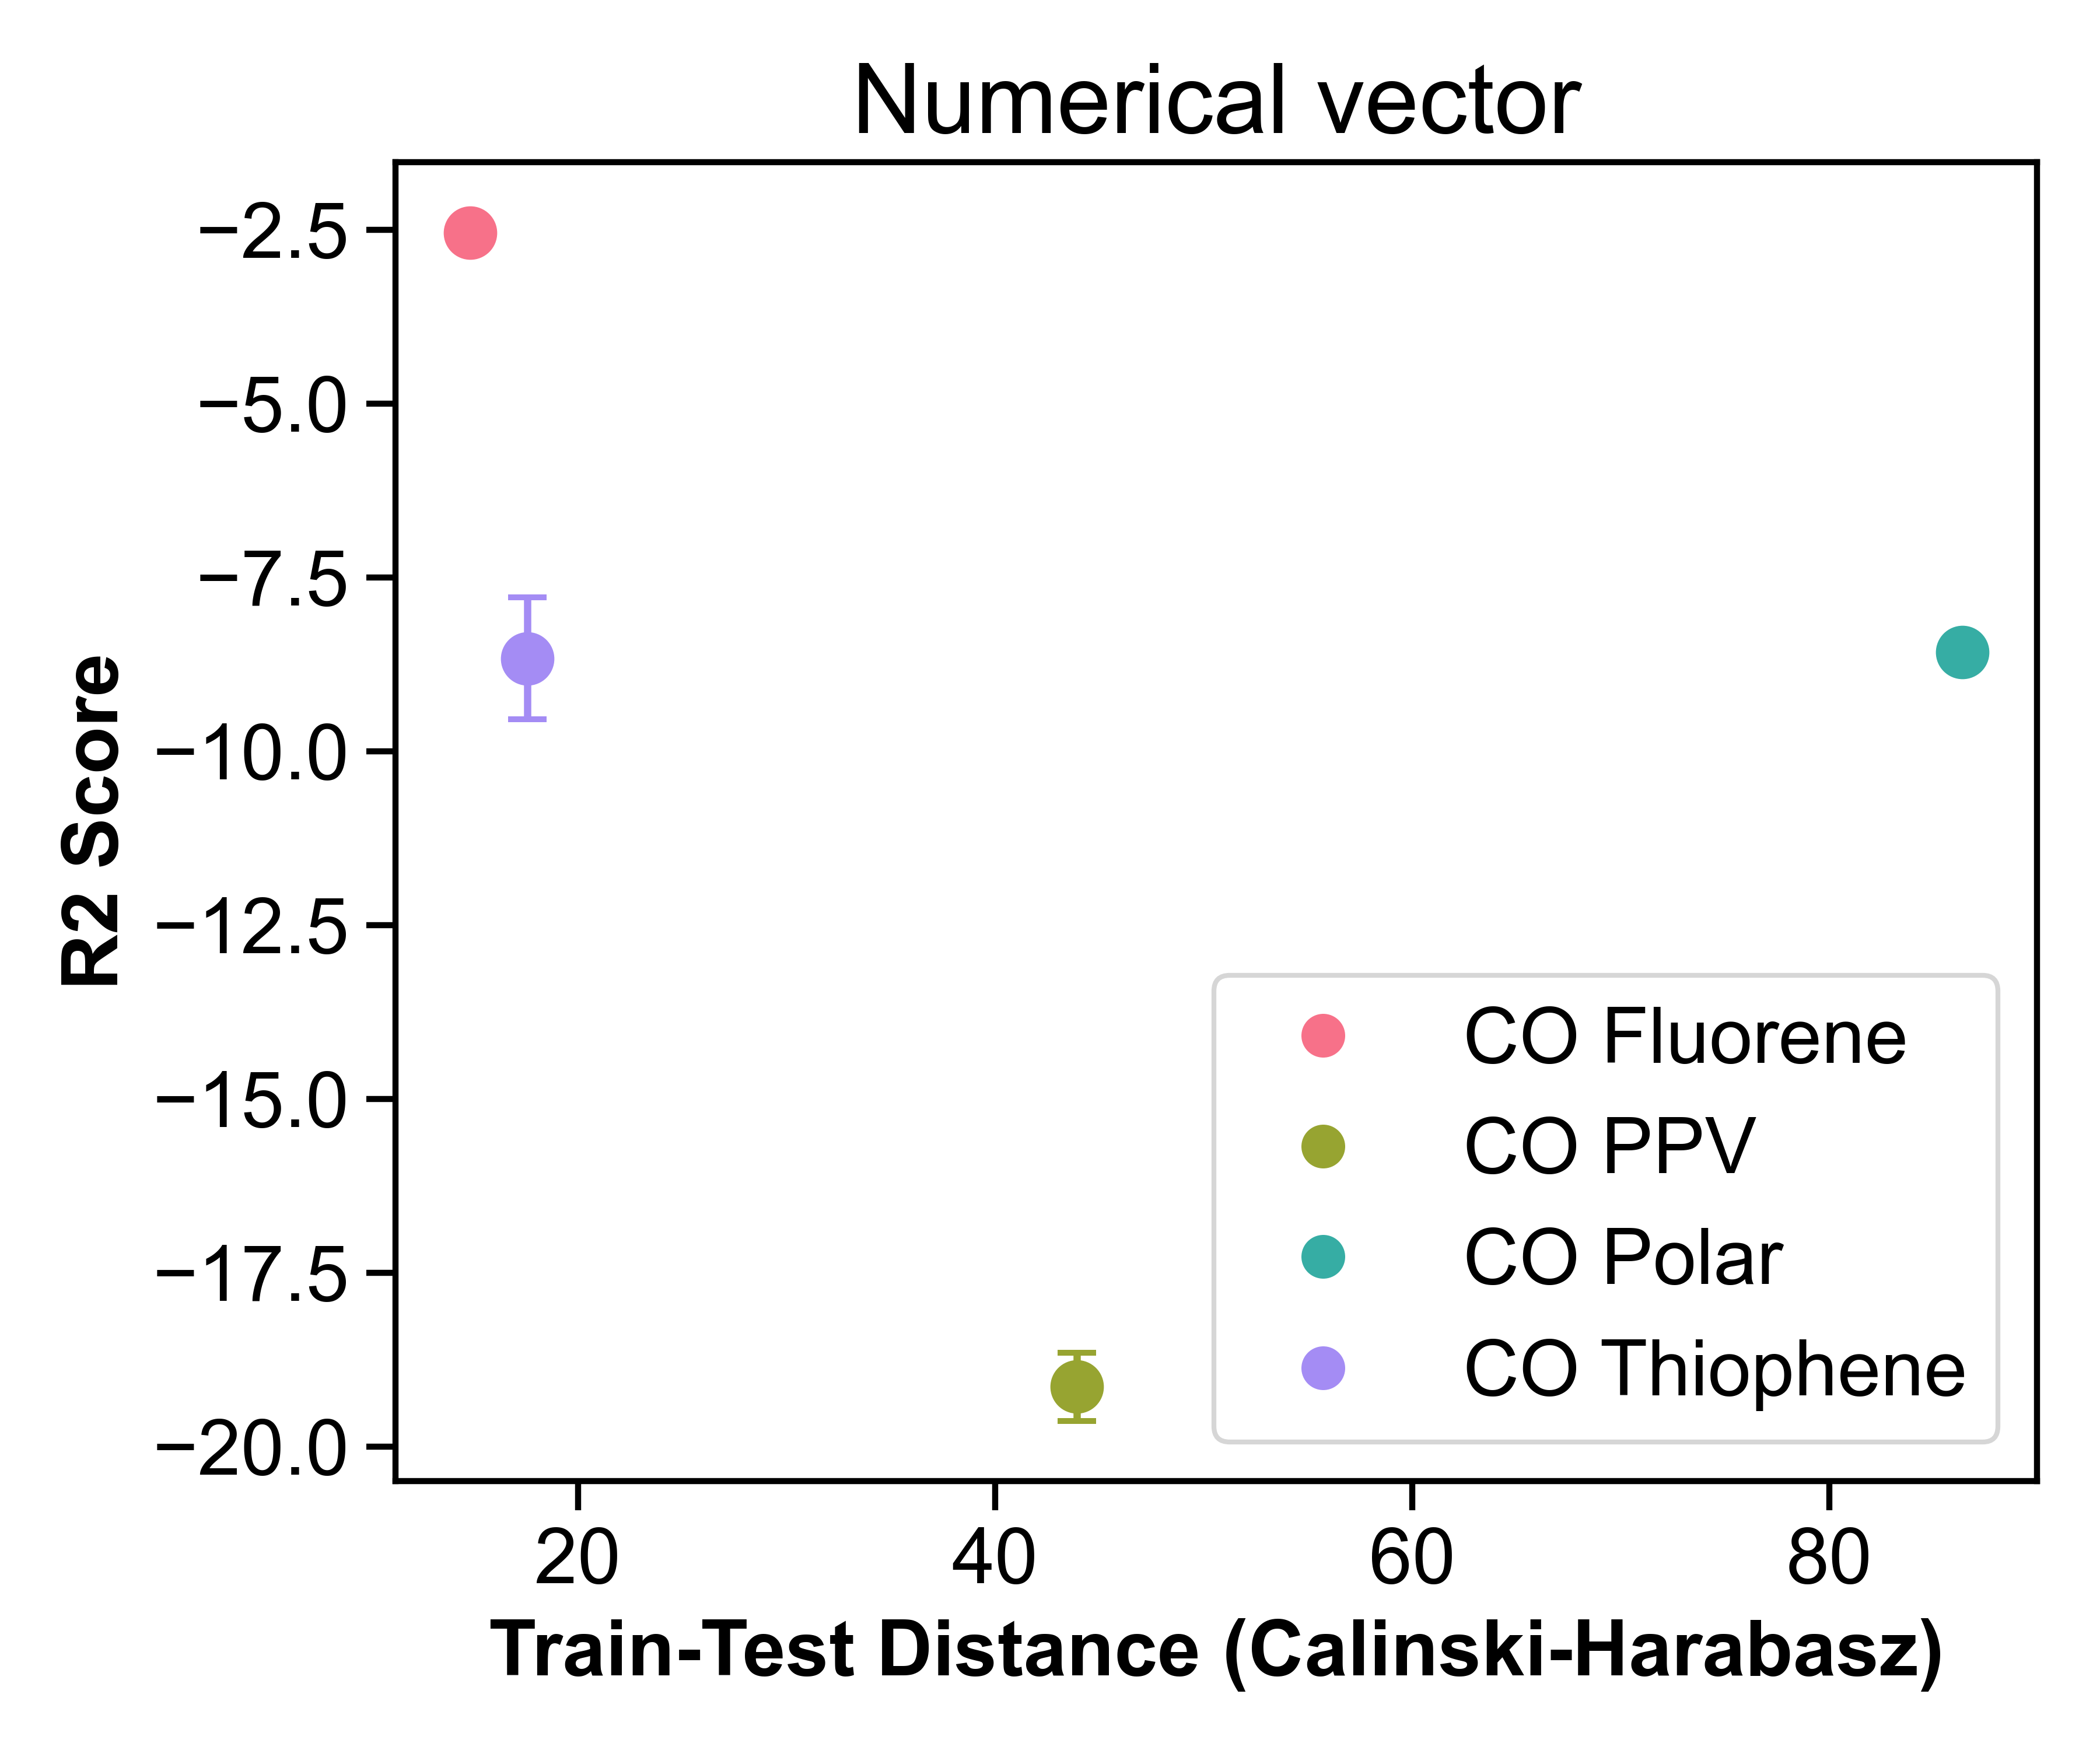 Numerical vector
−2.5
−5.0
−7.5
−10.0
−12.5
−15.0
−17.5
−20.0
R2 Score
CO Fluorene
CO PPV
CO Polar
CO Thiophene
20 40 60 80
Train-Test Distance (Calinski-Harabasz)